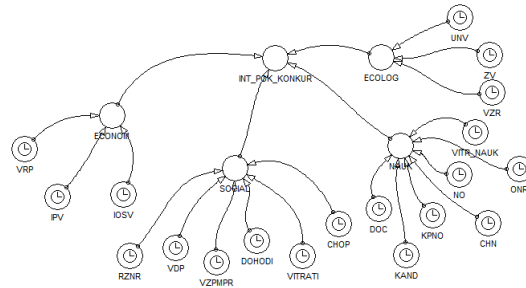 UNV
INT_POK_KONKUR
ECOLOG
ZV
VZR
ECONOM
VITR_NAUK
VRP
NAUK
SOCIAL
ONR
NO
IPV
IOSV
DOC
KPNO
CHN
CHOP
RZNR
VDP
DOHODI
VITRATI
VZPMPR
KAND